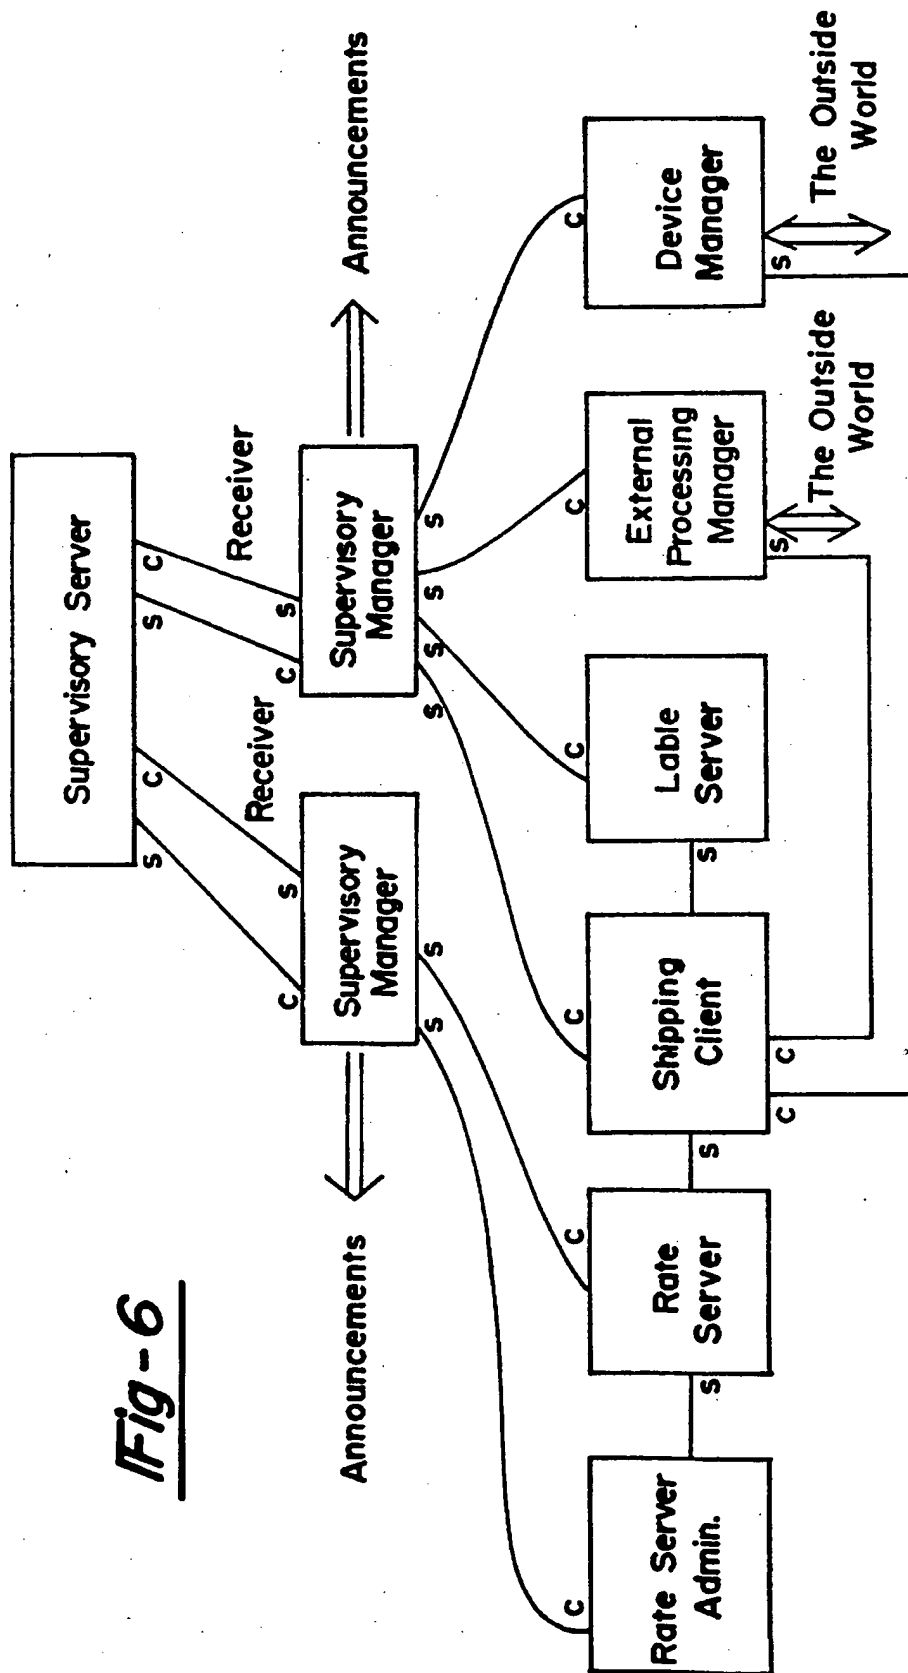 Fig-6
Supervisory Server
s
c
s
c
Receiver
Receiver
c
s
c
s
Announcements
Supervisory
Manager
Supervisory
Manager
Announcements
s
s
s
s
s
s
c
c
c
c
c
c
Rate Server
Admin.
s
Rate
Server
s
Shipping
Client
s
Lable
Server
External
Processing
Manager
Device
Manager
c
c
s
s
The Outside
World
The Outside
World